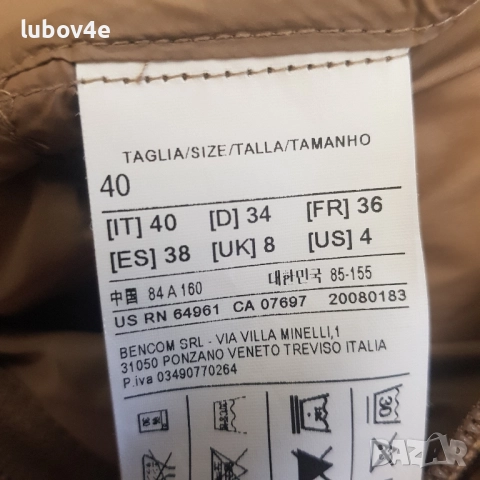 lubov4e
TAGLIA/SIZE/TALLA/TAMANHO
40
[IT] 40 [D] 34 [FR] 36
[ES] 38 [UK] 8 [US] 4
中国 84 A 160 대한민국 85-155
US RN 64961 CA 07697 20080183
BENCOM SRL - VIA VILLA MINELLI,1
31050 PONZANO VENETO TREVISO ITALIA
P.iva 03490770264
30
BAZAR